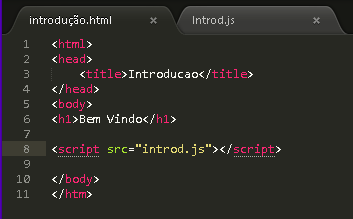 introdução.html × Introd.js ×
1 <html>
2 <head>
3 <title>Introducao</title>
4 </head>
5 <body>
6 <h1>Bem Vindo</h1>
7
8 <script src="introd.js"></script>
9
10 </body>
11 </htm>